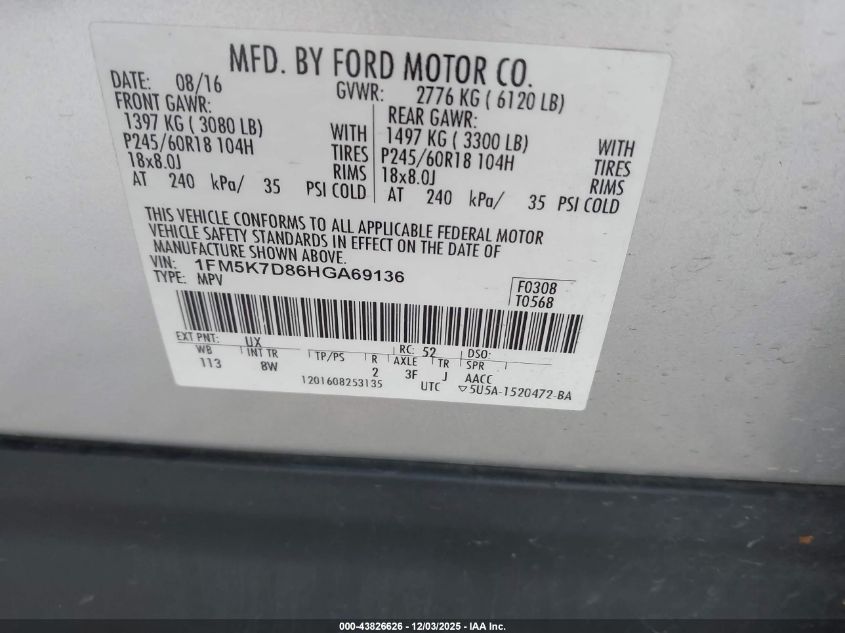 MFD. BY FORD MOTOR CO.
DATE: 08/16 GVWR: 2776 KG ( 6120 LB)
FRONT GAWR: REAR GAWR:
1397 KG ( 3080 LB) WITH 1497 KG ( 3300 LB) WITH
P245/60R18 104H TIRES P245/60R18 104H TIRES
18x8.0J RIMS 18x8.0J RIMS
AT 240 kPa/ 35 PSI COLD AT 240 kPa/ 35 PSI COLD
THIS VEHICLE CONFORMS TO ALL APPLICABLE FEDERAL MOTOR
VEHICLE SAFETY STANDARDS IN EFFECT ON THE DATE OF
MANUFACTURE SHOWN ABOVE.
VIN: 1FM5K7D86HGA69136
TYPE: MPV
F0308
T0568
EXT PNT: UX RC: 52 DSO:
WB INT TR TP/PS R AXLE TR SPR
113 8W 2 3F J AACC
1201608253135 UTC ▽5U5A-1520472-BA
000-43826626 - 12/03/2025 - IAA Inc.